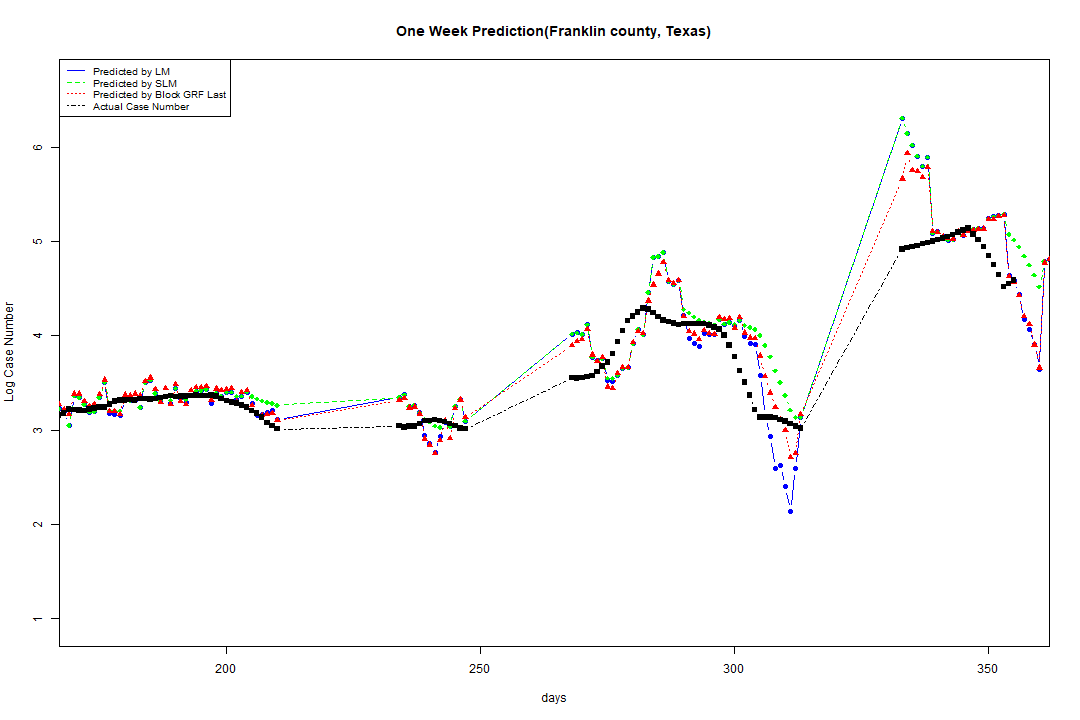 One Week Prediction(Franklin county, Texas)
Predicted by LM
Predicted by SLM
Predicted by Block GRF Last
Actual Case Number
Log Case Number
6
5
4
3
2
1
200 250 300 350
days